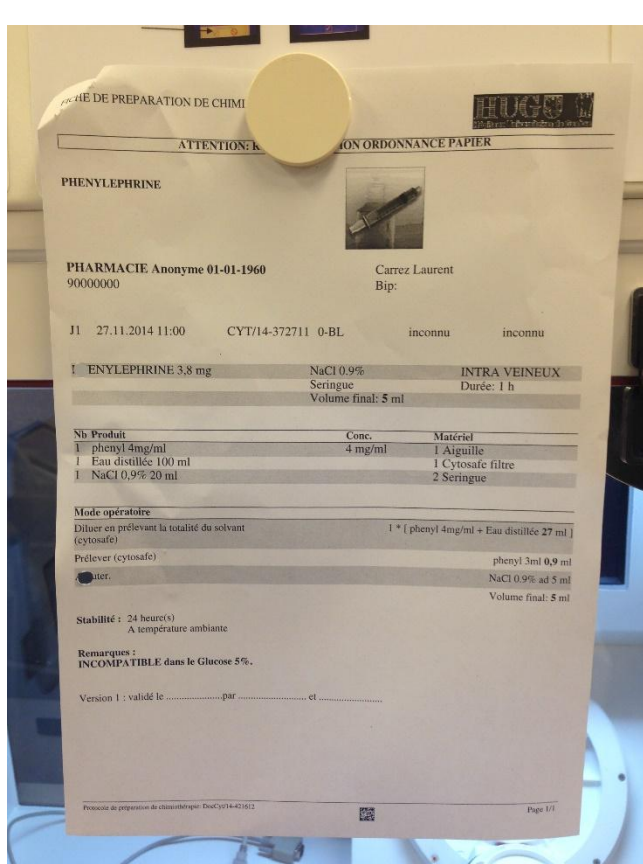 DE PREPARATION DE CHIMI
HUGO
ATTENTION: ION ORDONNANCE PAPIER
PHENYLEPHRINE
PHARMACIE Anonyme 01-01-1960 Carrez Laurent
90000000 Bip:
J1 27.11.2014 11:00 CYT/14-372711 0-BL inconnu inconnu
ENYLEPHRINE 3,8 mg NaCl 0.9% INTRA VEINEUX
Seringue Durée: 1 h
Volume final: 5 ml
Nb Produit Conc. Matériel
1 phenyl 4mg/ml 4 mg/ml 1 Aiguille
1 Eau distillée 100 ml 1 Cytosafe filtre
1 NaCl 0,9% 20 ml 2 Seringue
Mode opératoire
Diluer en prélevant la totalité du solvant 1 * [ phenyl 4mg/ml + Eau distillée 27 ml ]
(cytosafe)
Prélever (cytosafe) phenyl 3ml 0,9 ml
uter. NaCl 0.9% ad 5 ml
Volume final: 5 ml
Stabilité : 24 heure(s)
A température ambiante
Remarques :
INCOMPATIBLE dans le Glucose 5%.
Version 1 : validé le ......................par .......................... et ........................
Protocole de préparation de chimiothérapie: DocCyt/14-421612 Page 1/1